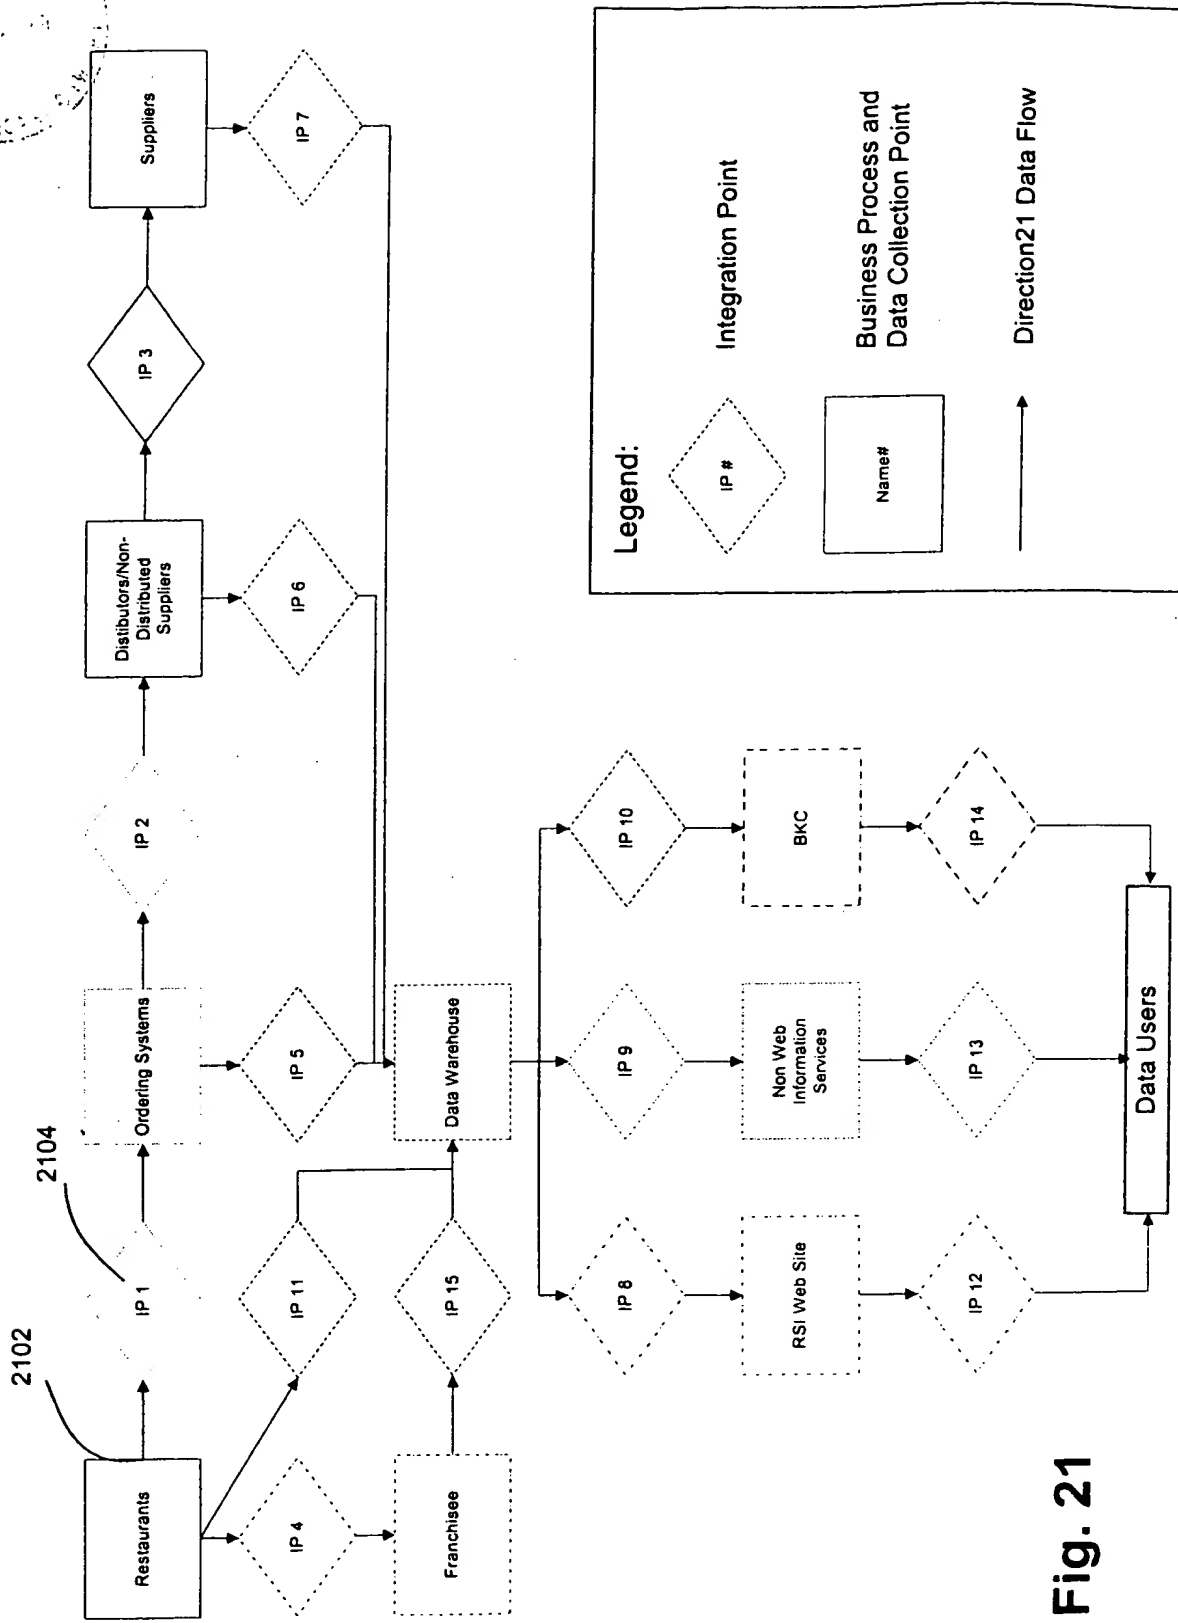 2102
2104
Restaurants
IP 1
Ordering Systems
IP 2
Distibutors/Non-
Distributed
Suppliers
IP 3
Suppliers
IP 4
IP 11
IP 5
IP 6
IP 7
Franchisee
IP 15
Data Warehouse
IP 8
IP 9
IP 10
RSI Web Site
Non Web
Information
Services
BKC
IP 12
IP 13
IP 14
Data Users
Legend:
IP #
Integration Point
Name#
Business Process and
Data Collection Point
Direction21 Data Flow
Fig. 21